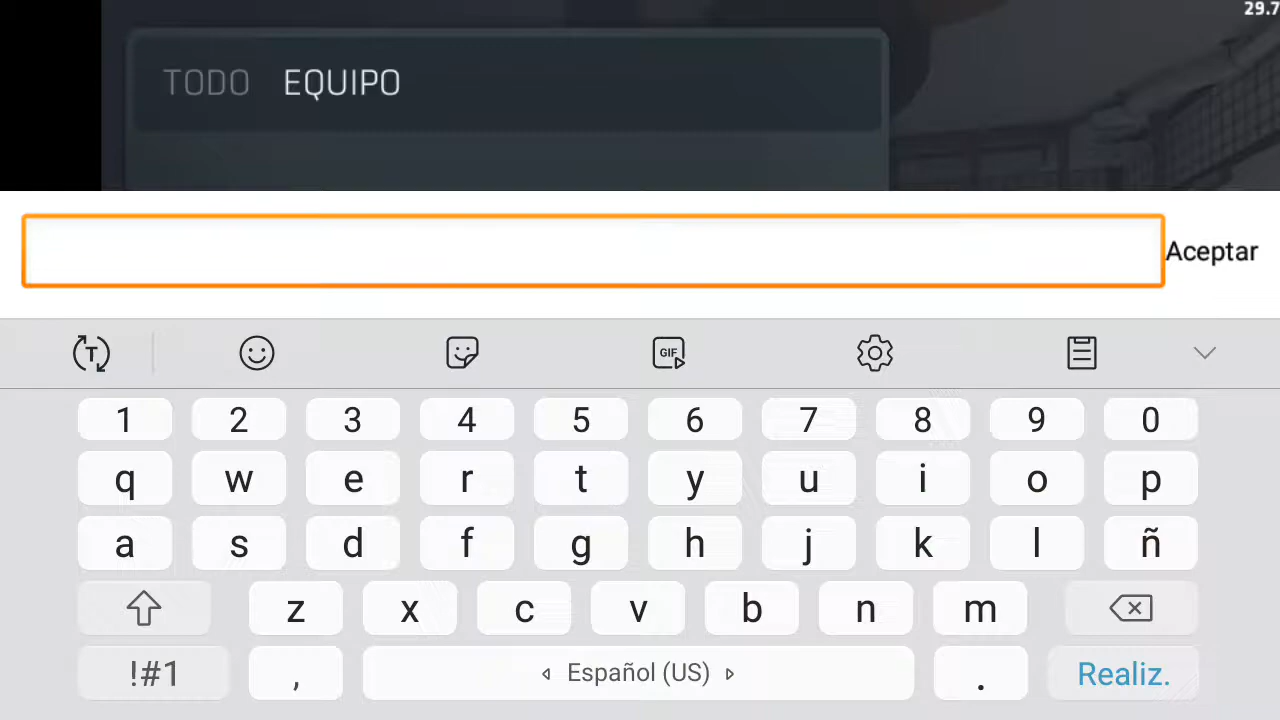 29.7
TODO EQUIPO
Aceptar
T GIF
1 2 3 4 5 6 7 8 9 0
q w e r t y u i o p
a s d f g h j k l ñ
z x c v b n m
!#1 , Español (US) . Realiz.